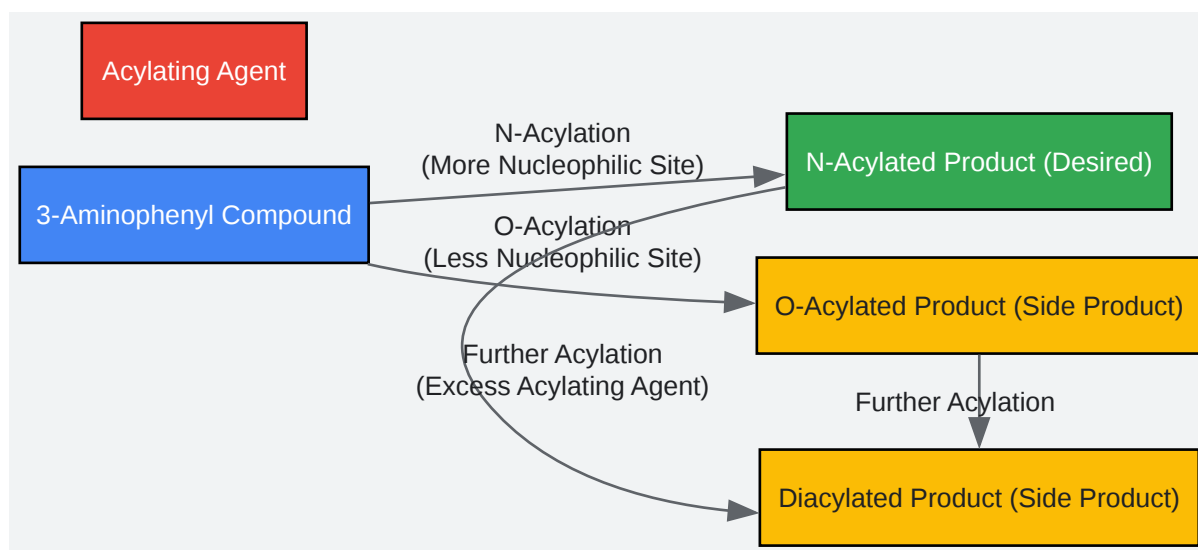 Acylating Agent
N-Acylation
(More Nucleophilic Site)
N-Acylated Product (Desired)
3-Aminophenyl Compound
O-Acylation
(Less Nucleophilic Site)
O-Acylated Product (Side Product)
Further Acylation
(Excess Acylating Agent)
Further Acylation
Diacylated Product (Side Product)